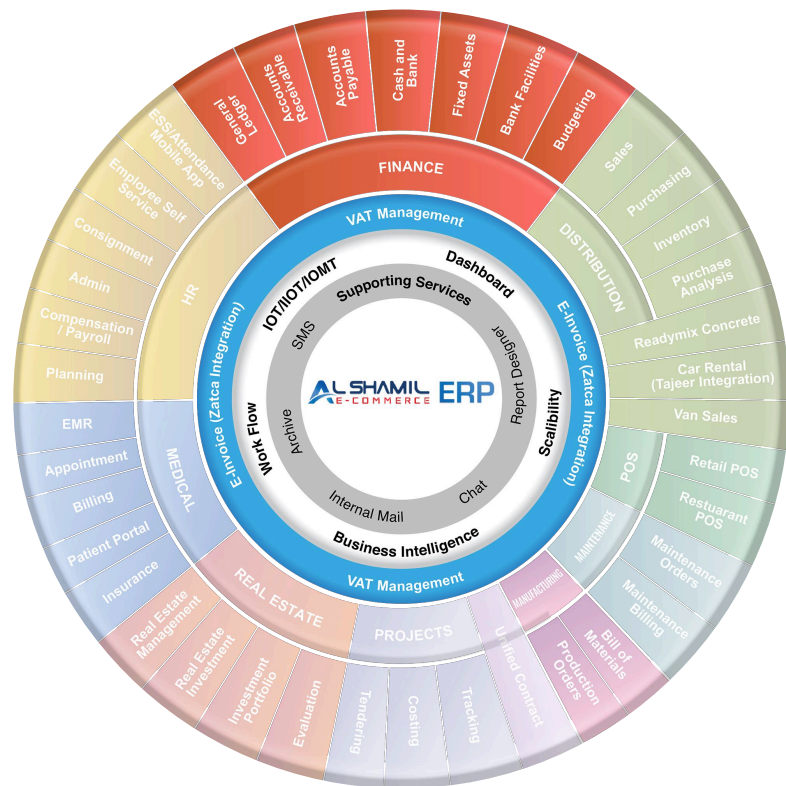 General
Ledger
Accounts
Receivable
Accounts
Payable
Cash and
Bank
Fixed Assets
Bank Facilities
Budgeting
FINANCE
Sales
Purchasing
Inventory
Purchase
Analysis
Readymix Concrete
Car Rental
(Tajeer Integration)
Van Sales
DISTRIBUTION
Retail POS
Restuarant
POS
POS
Maintenance
Orders
Maintenance
Billing
MAINTENANCE
Bill of
Materials
Production
Orders
MANUFACTURING
Unified Contract
Tracking
Costing
Tendering
PROJECTS
Evaluation
Investment
Portfolio
Real Estate
Investment
Real Estate
Management
REAL ESTATE
Insurance
Patient Portal
Billing
Appointment
EMR
MEDICAL
Planning
Compensation
/ Payroll
Admin
Consignment
Employee Self
Service
ESS/Attendance
Mobile App
HR
VAT Management
E-Invoice (Zatca Integration)
VAT Management
E-Invoice (Zatca Integration)
IOT/IIOT/IOMT
Dashboard
Scallibility
Business Intelligence
Work Flow
Supporting Services
Report Designer
Chat
Internal Mail
Archive
SMS
AL SHAMIL
E-COMMERCE
ERP